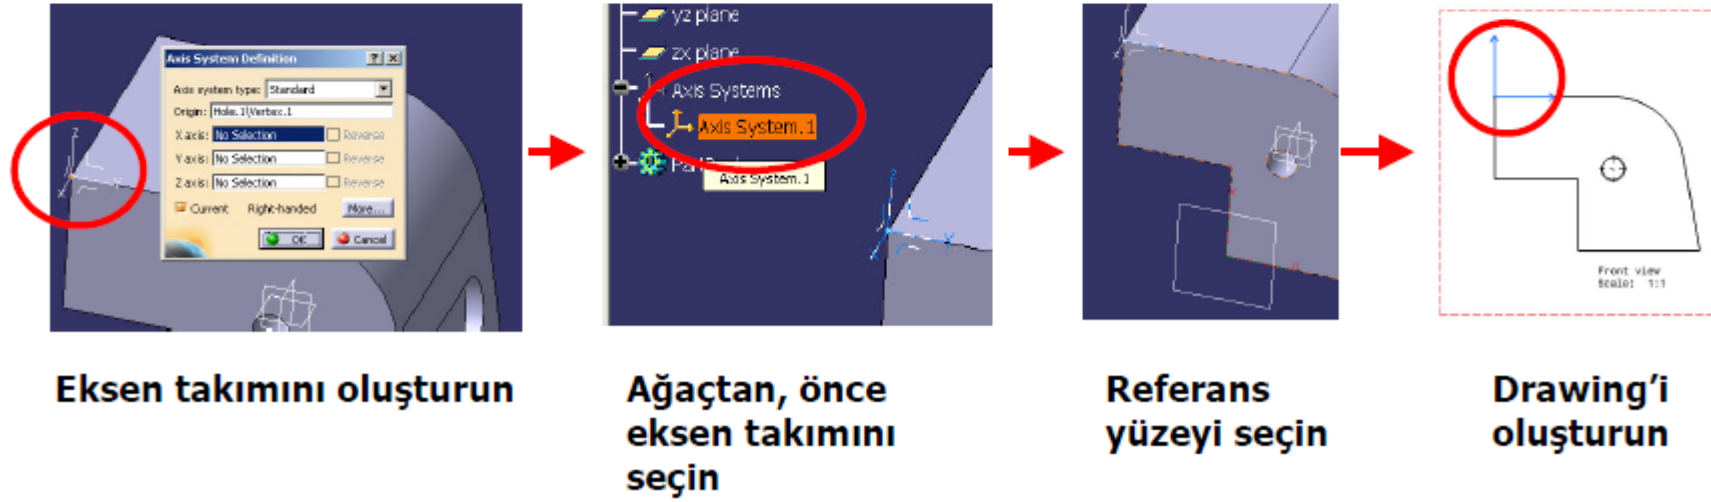 Axis System Definition
Axis system type: Standard
Origin: Hole.1\Vertex.1
X axis: No Selection Reverse
Y axis: No Selection Reverse
Z axis: No Selection Reverse
Current Right-handed More...
OK Cancel
yz plane
zx plane
Axis Systems
Axis System.1
Axis System.1
Front view
Scale: 1:1
Eksen takımını oluşturun
Ağaçtan, önce
eksen takımını
seçin
Referans
yüzeyi seçin
Drawing’i
oluşturun